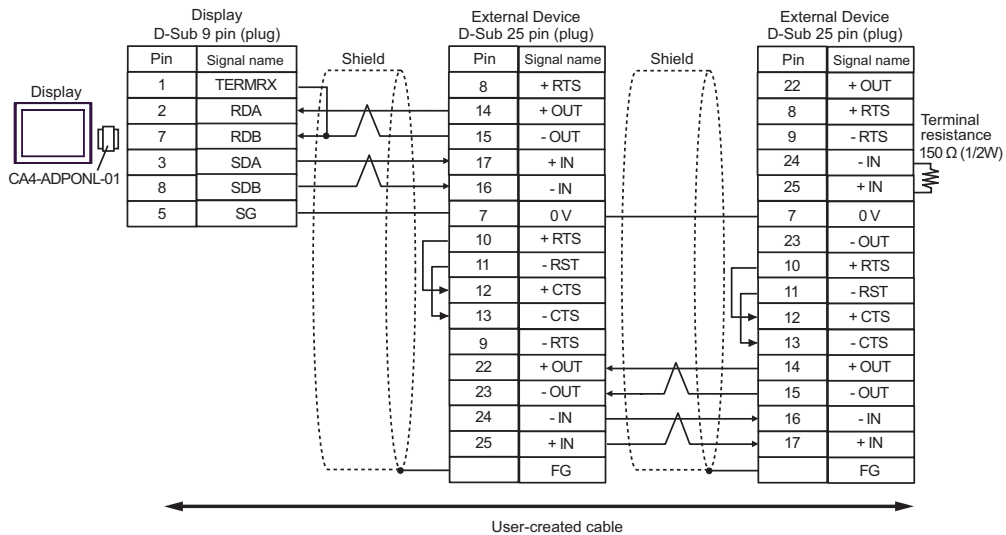 Display
D-Sub 9 pin (plug)
External Device
D-Sub 25 pin (plug)
External Device
D-Sub 25 pin (plug)
Pin Signal name Shield Pin Signal name Shield Pin Signal name
Display
1 TERMRX 8 + RTS 22 + OUT
2 RDA 14 + OUT 8 + RTS
7 RDB 15 - OUT 9 - RTS
3 SDA 17 + IN 24 - IN
8 SDB 16 - IN 25 + IN
5 SG 7 0 V 7 0 V
Terminal
resistance
150 Ω (1/2W)
CA4-ADPONL-01
10 + RTS 23 - OUT
11 - RST 10 + RTS
12 + CTS 11 - RST
13 - CTS 12 + CTS
9 - RTS 13 - CTS
22 + OUT 14 + OUT
23 - OUT 15 - OUT
24 - IN 16 - IN
25 + IN 17 + IN
FG FG
User-created cable